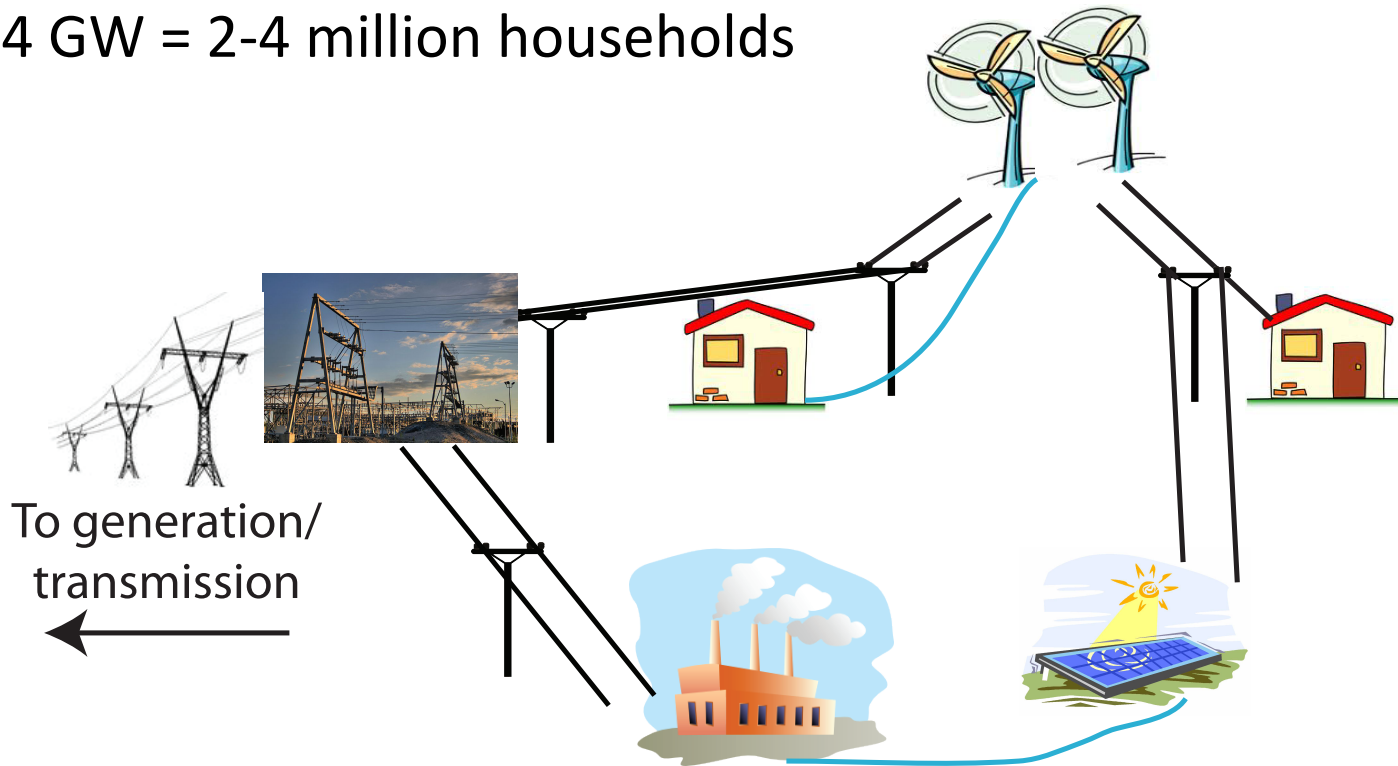 4 GW = 2-4 million households
To generation/
transmission